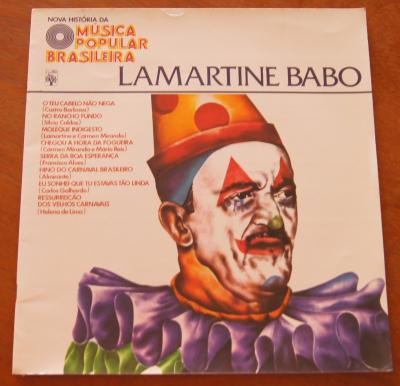 NOVA HISTÓRIA DA
MUSICA
POPULAR
BRASILEIRA
LAMARTINE BABO
O TEU CABELO NÃO NEGA
(Castro Barbosa)
NO RANCHO FUNDO
(Silvio Caldas)
MOLEQUE INDIGESTO
(Lamartine e Carmen Miranda)
CHEGOU A HORA DA FOGUEIRA
(Carmen Miranda e Mario Reis)
SERRA DA BOA ESPERANÇA
(Francisco Alves)
HINO DO CARNAVAL BRASILEIRO
(Almirante)
EU SONHEI QUE TU ESTAVAS TÃO LINDA
(Carlos Galhardo)
RESSURREIÇÃO
DOS VELHOS CARNAVAIS
(Helena de Lima)